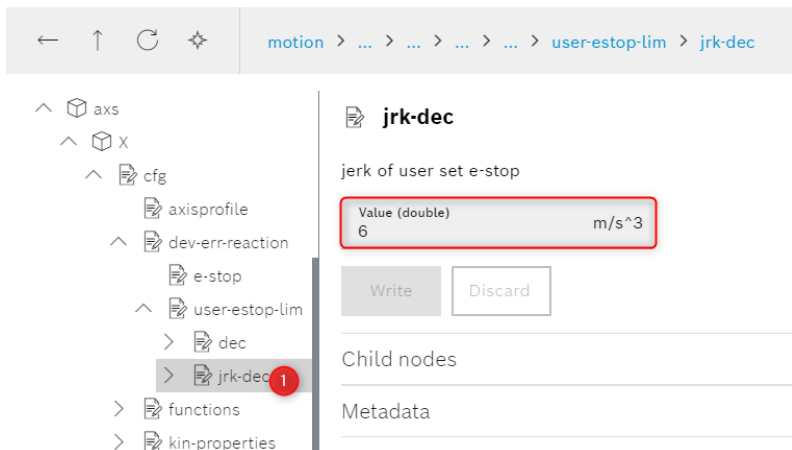 motion > ... > ... > ... > ... > user-estop-lim > jrk-dec
axs
X
cfg
axisprofile
dev-err-reaction
e-stop
user-estop-lim
dec
jrk-dec 1
functions
kin-properties
jrk-dec
jerk of user set e-stop
Value (double)
6 m/s^3
Write Discard
Child nodes
Metadata